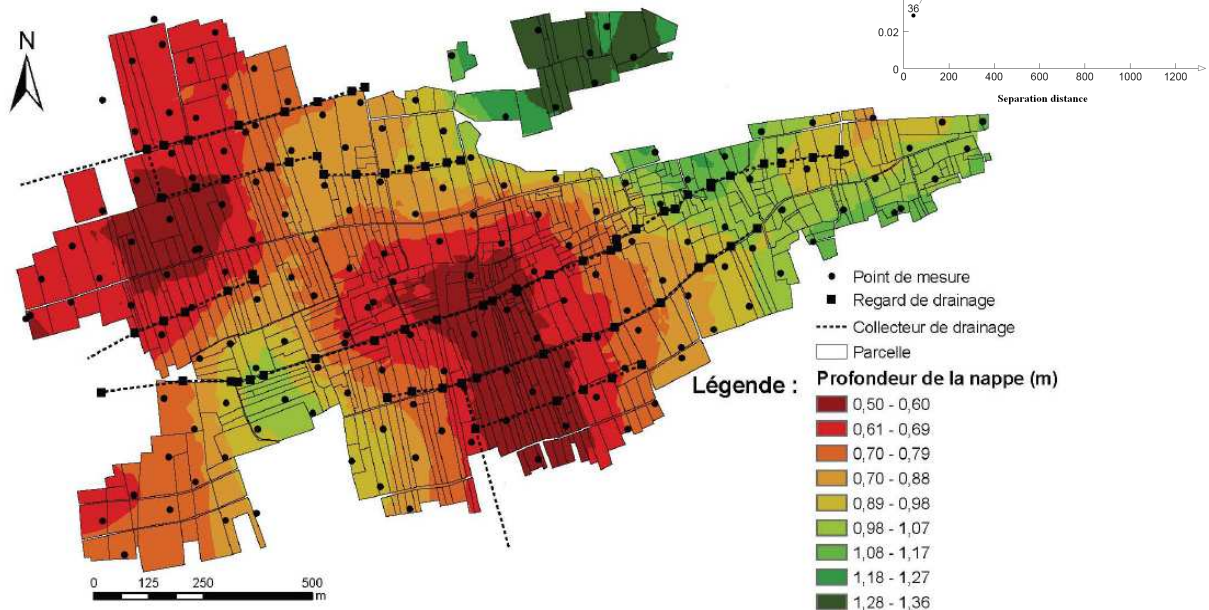 36
0.02
0
0 200 400 600 800 1000 1200
Separation distance
N
Point de mesure
Regard de drainage
Collecteur de drainage
Parcelle
Légende :
Profondeur de la nappe (m)
0,50 - 0,60
0,61 - 0,69
0,70 - 0,79
0,70 - 0,88
0,89 - 0,98
0,98 - 1,07
1,08 - 1,17
1,18 - 1,27
1,28 - 1,36
0 125 250 500
m